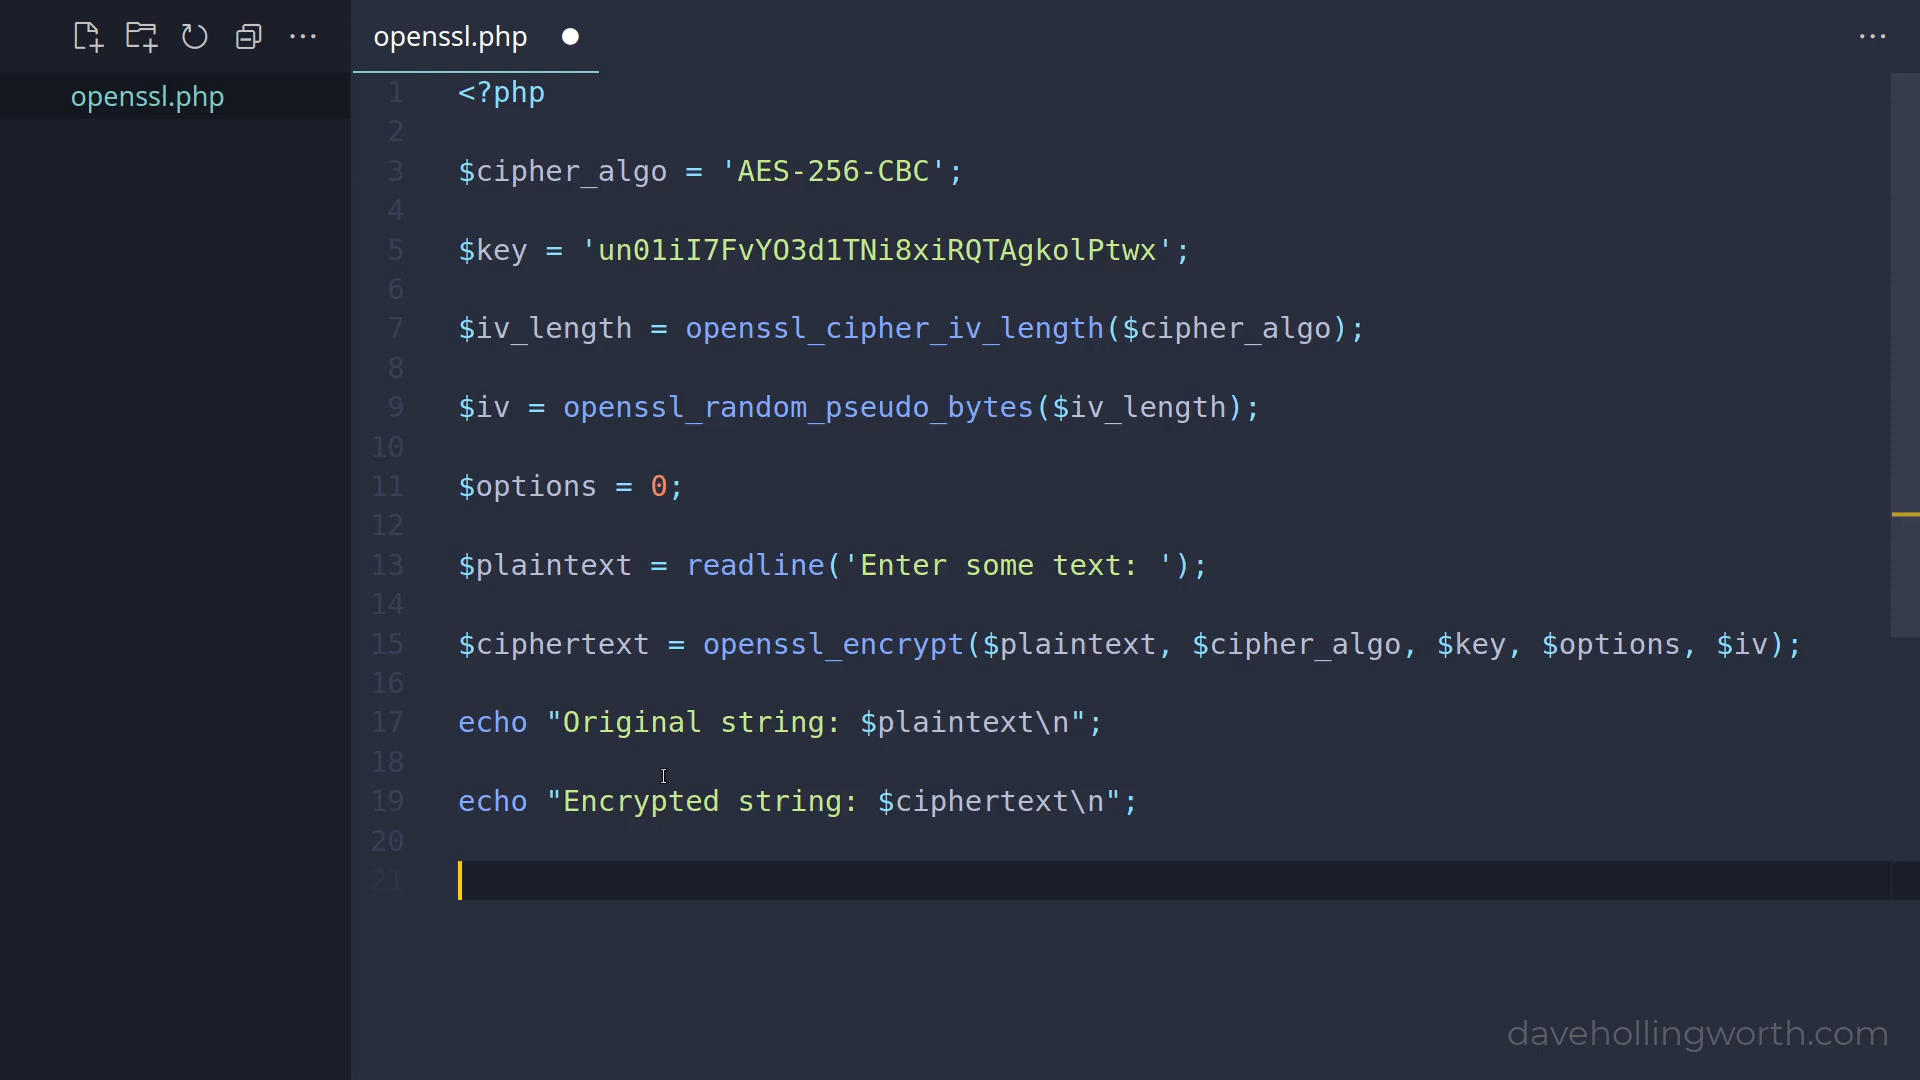 openssl.php
openssl.php
1 <?php
2
3 $cipher_algo = 'AES-256-CBC';
4
5 $key = 'un01iI7FvYO3d1TNi8xiRQTAgkolPtwx';
6
7 $iv_length = openssl_cipher_iv_length($cipher_algo);
8
9 $iv = openssl_random_pseudo_bytes($iv_length);
10
11 $options = 0;
12
13 $plaintext = readline('Enter some text: ');
14
15 $ciphertext = openssl_encrypt($plaintext, $cipher_algo, $key, $options, $iv);
16
17 echo "Original string: $plaintext\n";
18
19 echo "Encrypted string: $ciphertext\n";
20
21
davehollingworth.com